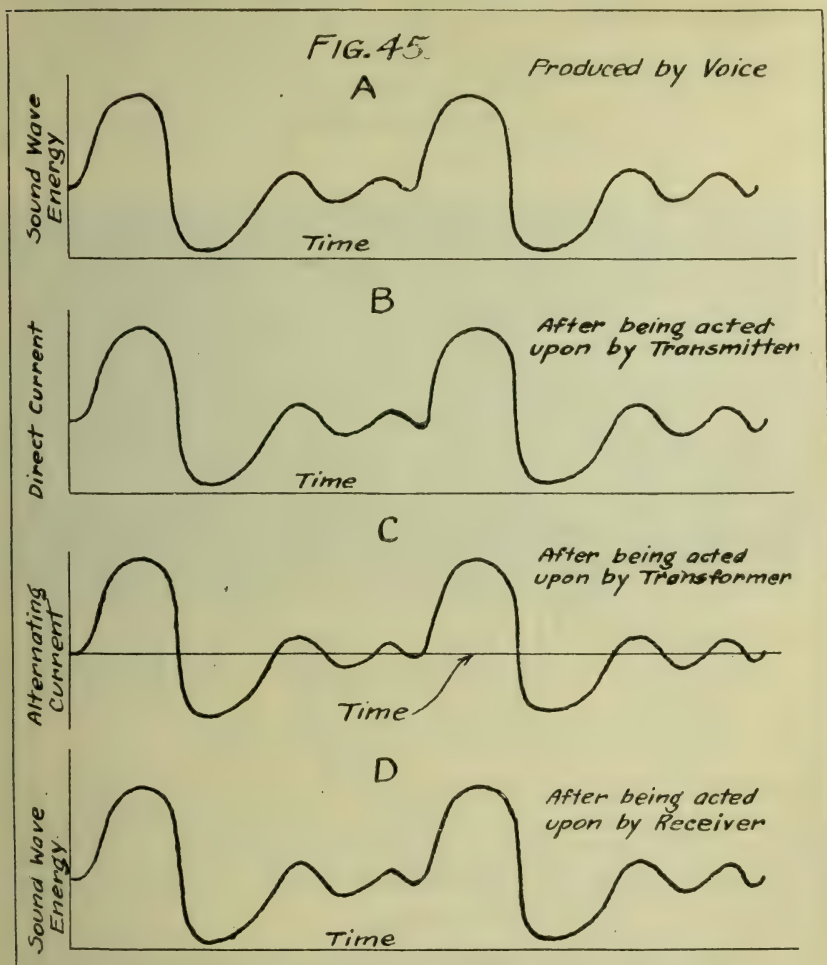 FIG. 45.
A
Produced by Voice
Sound Wave
Energy
Time
B
After being acted
upon by Transmitter
Direct Current
Time
C
After being acted
upon by Transformer
Alternating
Current
Time
D
After being acted
upon by Receiver
Sound Wave
Energy
Time